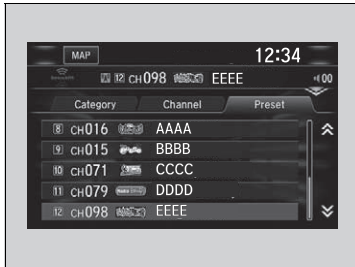 MAP 12:34
12 CH098 EEEE 00
Category Channel Preset
8 CH016 AAAA
9 CH015 BBBB
10 CH071 CCCC
11 CH079 DDDD
12 CH098 EEEE